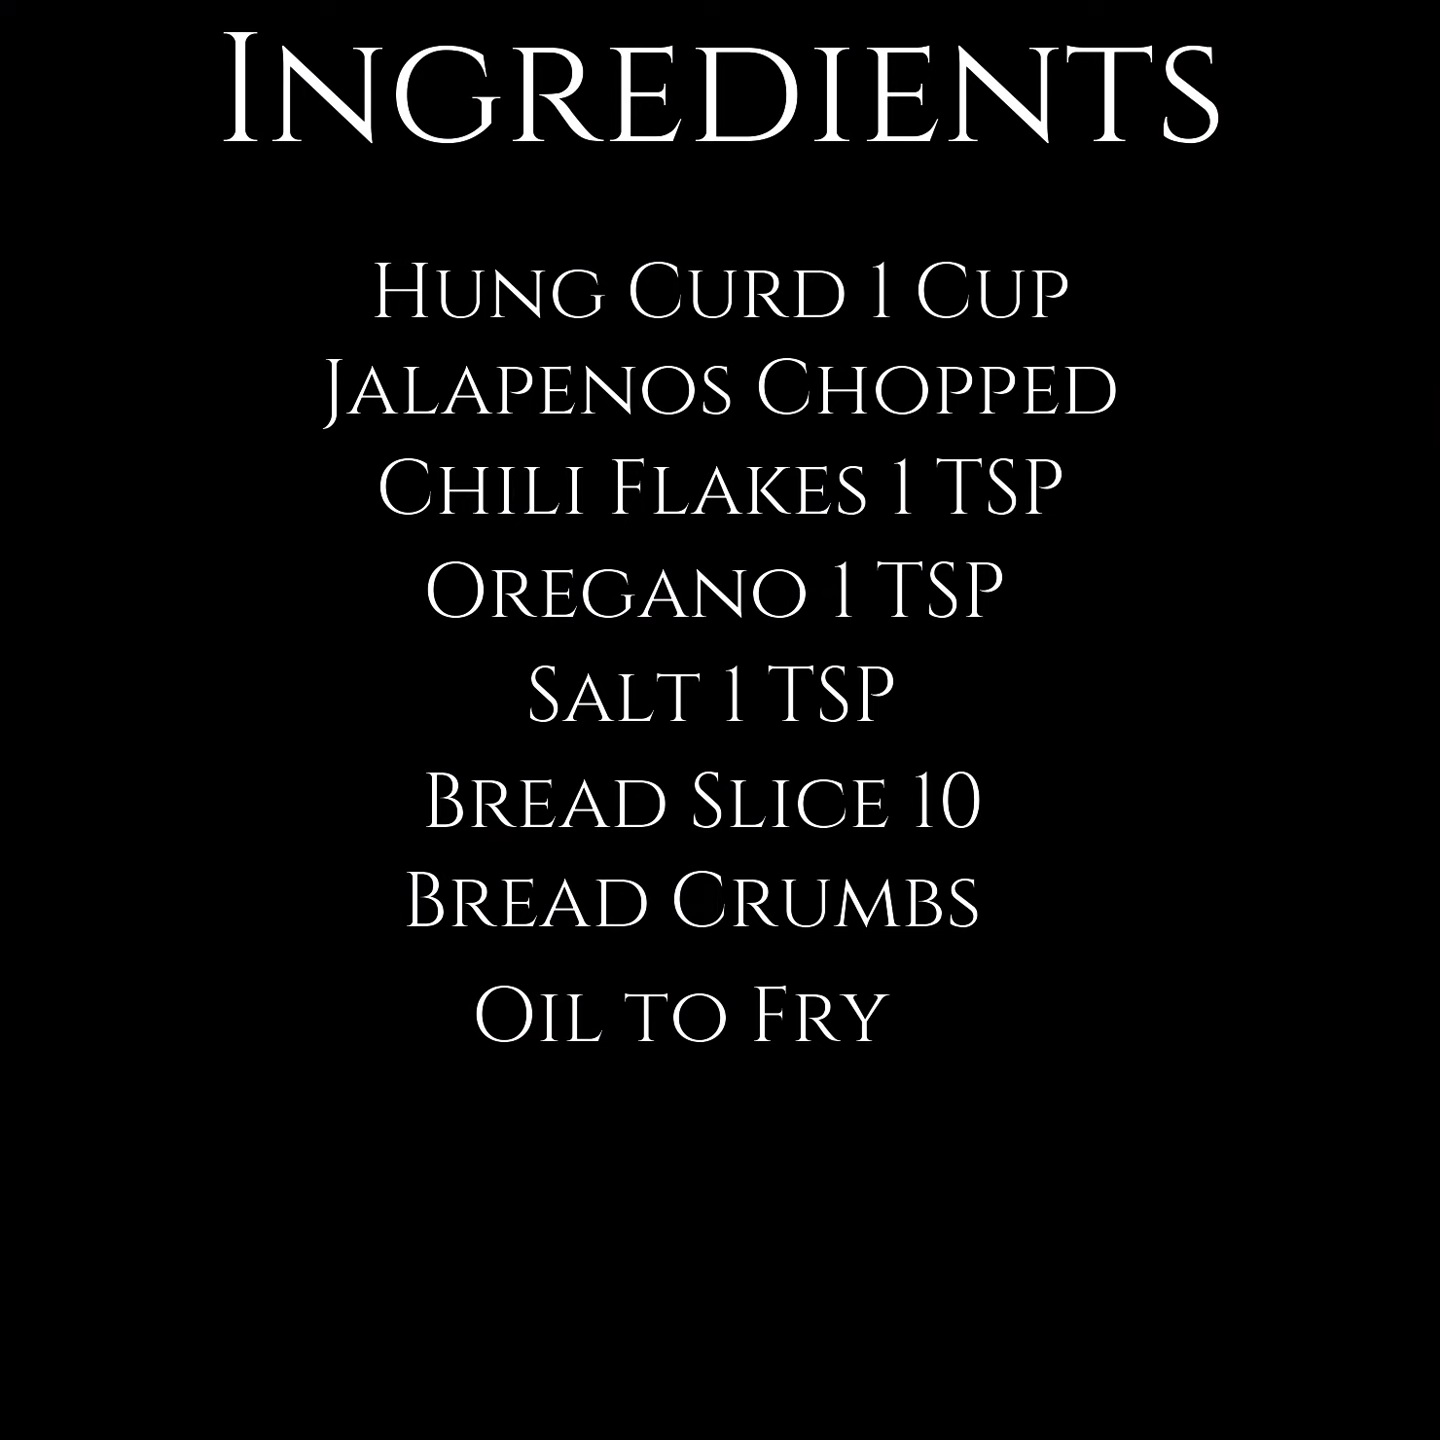 Ingredients
Hung Curd 1 Cup
Jalapenos Chopped
Chili Flakes 1 TSP
Oregano 1 TSP
Salt 1 TSP
Bread Slice 10
Bread Crumbs
Oil to Fry